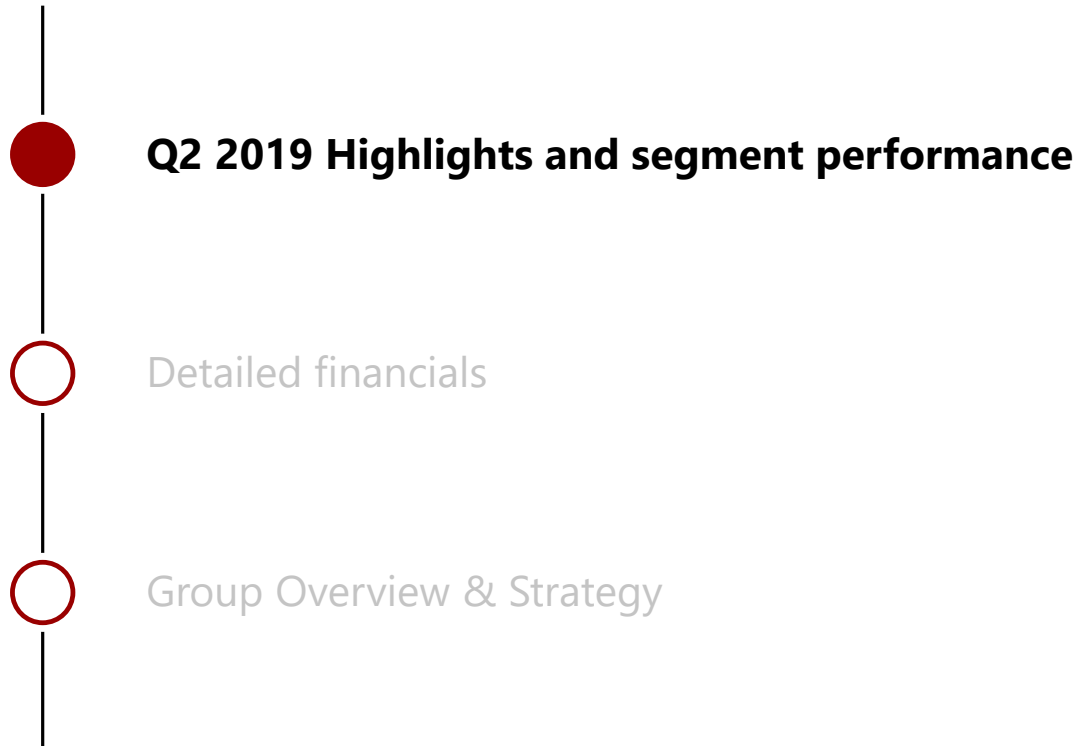 Q2 2019 Highlights and segment performance
Detailed financials
Group Overview & Strategy